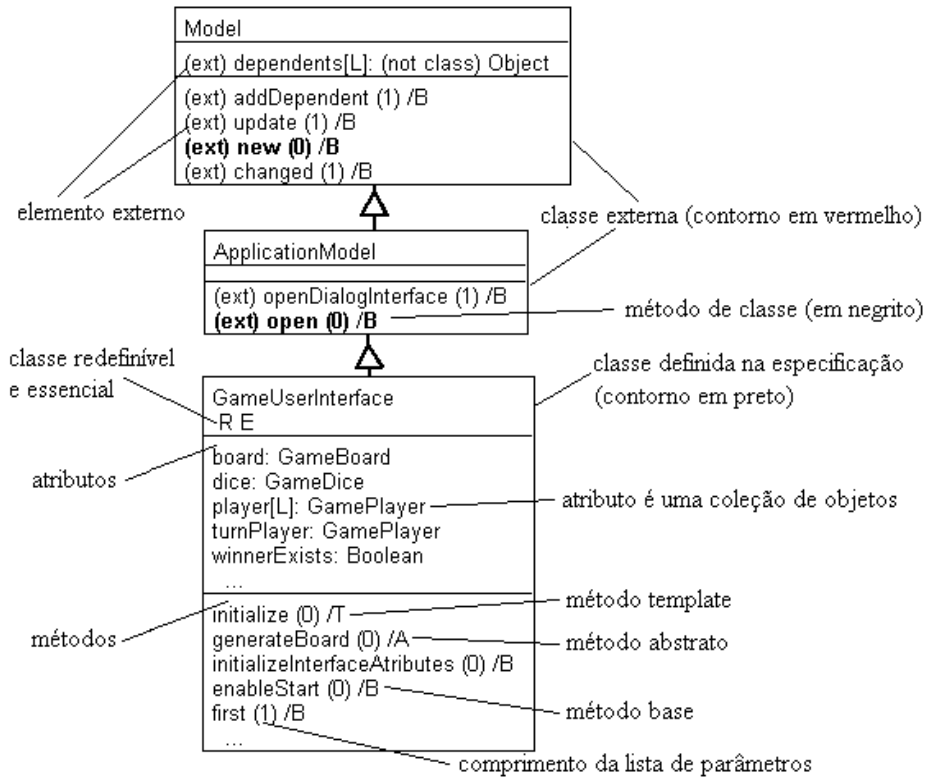 Model
(ext) dependents[L]: (not class) Object
(ext) addDependent (1) /B
(ext) update (1) /B
(ext) new (0) /B
(ext) changed (1) /B
elemento externo
classe externa (contorno em vermelho)
ApplicationModel
(ext) openDialogInterface (1) /B
(ext) open (0) /B
método de classe (em negrito)
classe redefinível
e essencial
classe definida na especificação
(contorno em preto)
GameUserInterface
R E
atributos
board: GameBoard
dice: GameDice
player[L]: GamePlayer
atributo é uma coleção de objetos
turnPlayer: GamePlayer
winnerExists: Boolean
...
métodos
initialize (0) /T
método template
generateBoard (0) /A
método abstrato
initializeInterfaceAtributes (0) /B
enableStart (0) /B
método base
first (1) /B
...
comprimento da lista de parâmetros